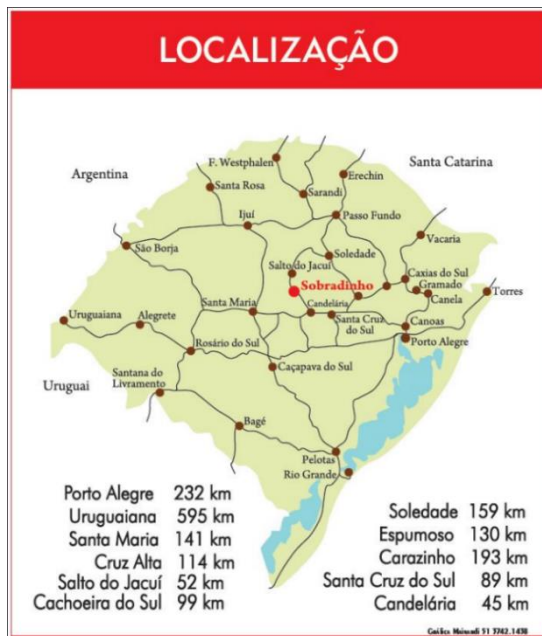 LOCALIZAÇÃO
Argentina
Santa Catarina
F. Westphalen
Erechin
Santa Rosa
Sarandi
Ijuí
Passo Fundo
Vacaria
São Borja
Soledade
Salto do Jacuí
Caxias do Sul
Sobradinho
Gramado
Canela
Torres
Santa Maria
Candelária
Uruguaiana
Alegrete
Santa Cruz
do Sul
Canoas
Rosário do Sul
Porto Alegre
Caçapava do Sul
Santana do
Livramento
Uruguai
Bagé
Pelotas
Rio Grande
Porto Alegre 232 km
Uruguaiana 595 km
Santa Maria 141 km
Cruz Alta 114 km
Salto do Jacuí 52 km
Cachoeira do Sul 99 km
Soledade 159 km
Espumoso 130 km
Carazinho 193 km
Santa Cruz do Sul 89 km
Candelária 45 km